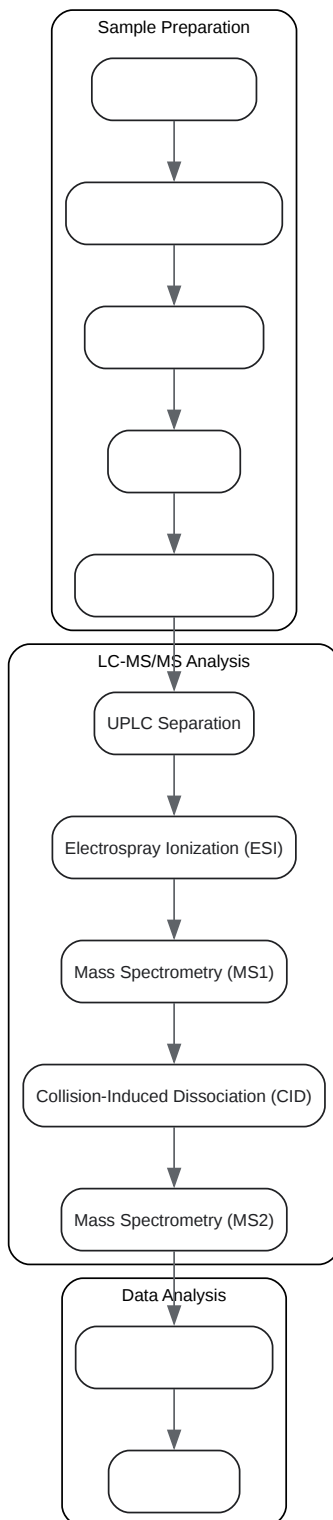 Sample Preparation
LC-MS/MS Analysis
UPLC Separation
Electrospray Ionization (ESI)
Mass Spectrometry (MS1)
Collision-Induced Dissociation (CID)
Mass Spectrometry (MS2)
Data Analysis